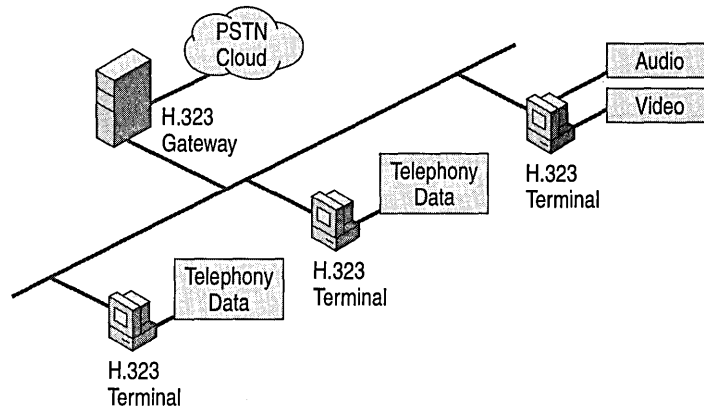 PSTN
Cloud
H.323
Gateway
Audio
Video
H.323
Terminal
Telephony
Data
H.323
Terminal
Telephony
Data
H.323
Terminal